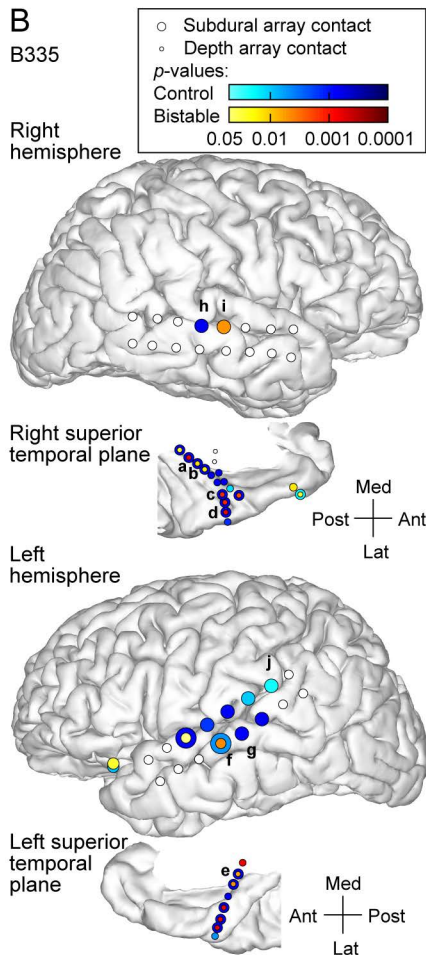 B
B335
Subdural array contact
Depth array contact
p-values:
Control
Bistable
0.05 0.01 0.001 0.0001
Right
hemisphere
h i
Right superior
temporal plane
a
b
c
d
Med
Post Ant
Lat
Left
hemisphere
j
g
f
Left superior
temporal
plane
e
Med
Ant Post
Lat